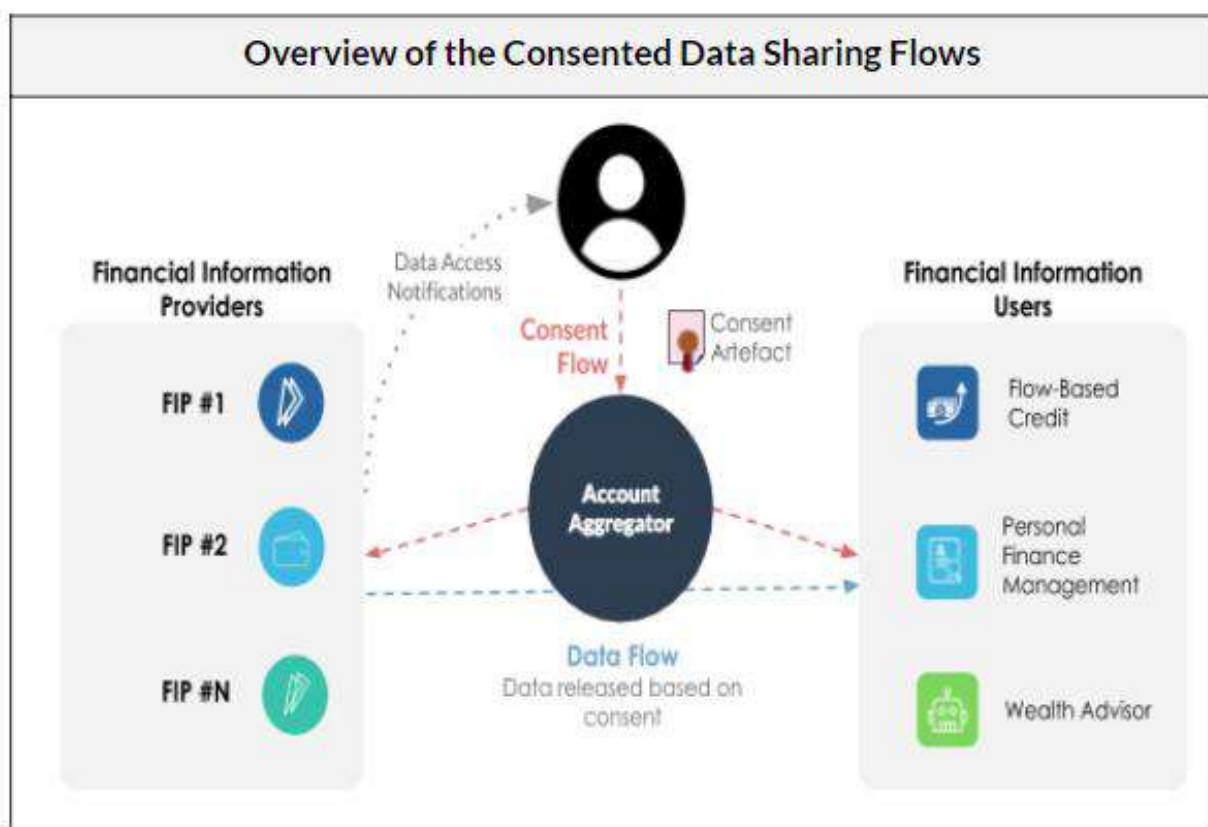 Overview of the Consented Data Sharing Flows
Data Access
Notifications
Financial Information
Providers
FIP #1
FIP #2
FIP #N
Consent
Flow
Consent
Artefact
Account
Aggregator
Data Flow
Data released based on
consent
Financial Information
Users
Flow-Based
Credit
Personal
Finance
Management
Wealth Advisor